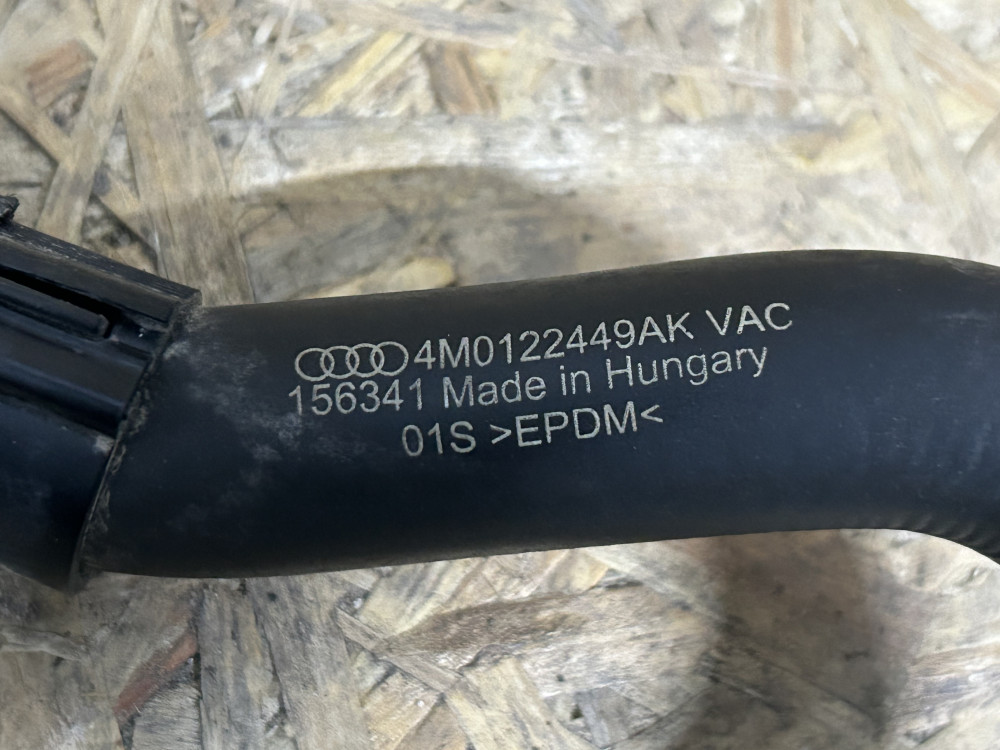 4M0122449AK VAC
156341 Made in Hungary
01S >EPDM<